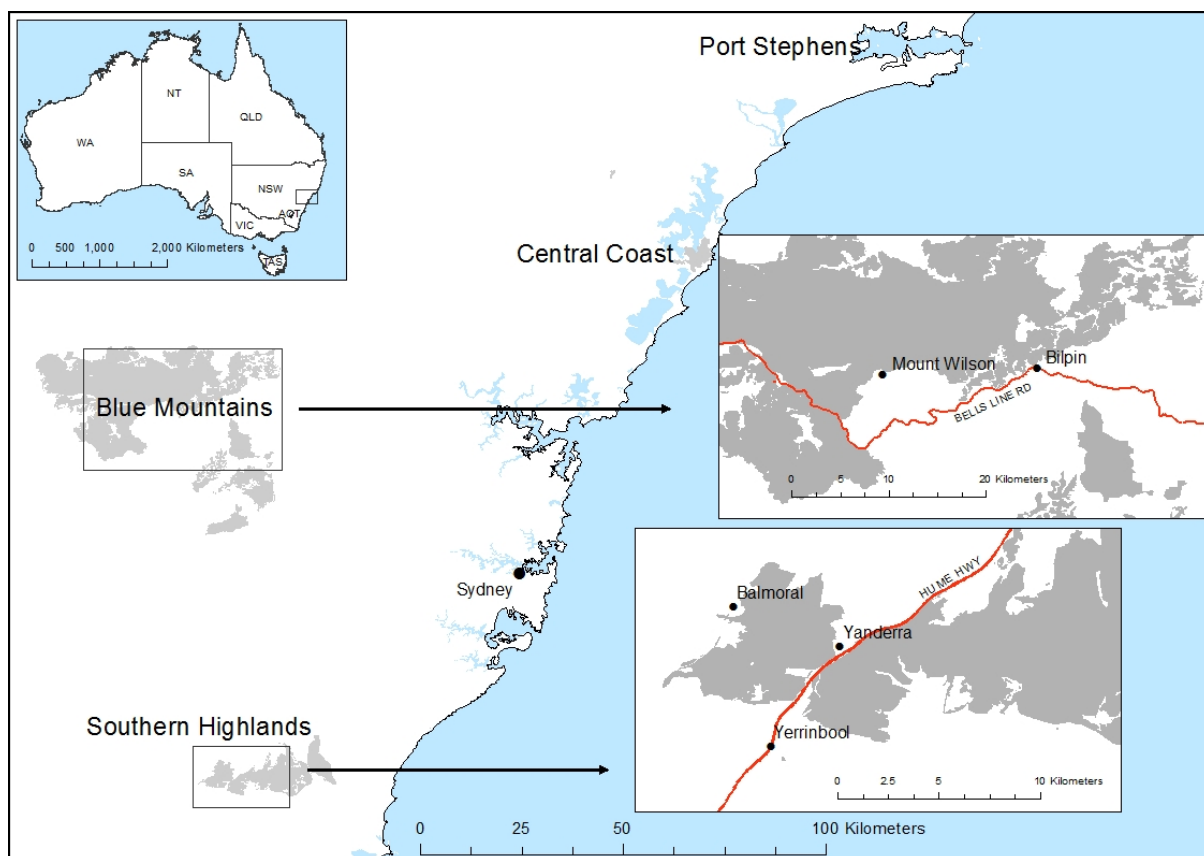 Port Stephens
NT
QLD
WA
SA
NSW
ACT
VIC
0 500 1,000 2,000 Kilometers
TAS
Central Coast
Mount Wilson
Bilpin
BELLS LINE RD
0 5 10 20 Kilometers
Blue Mountains
Sydney
HUME HWY
Balmoral
Yanderra
Yerrinbool
0 2.5 5 10 Kilometers
Southern Highlands
0 25 50 100 Kilometers